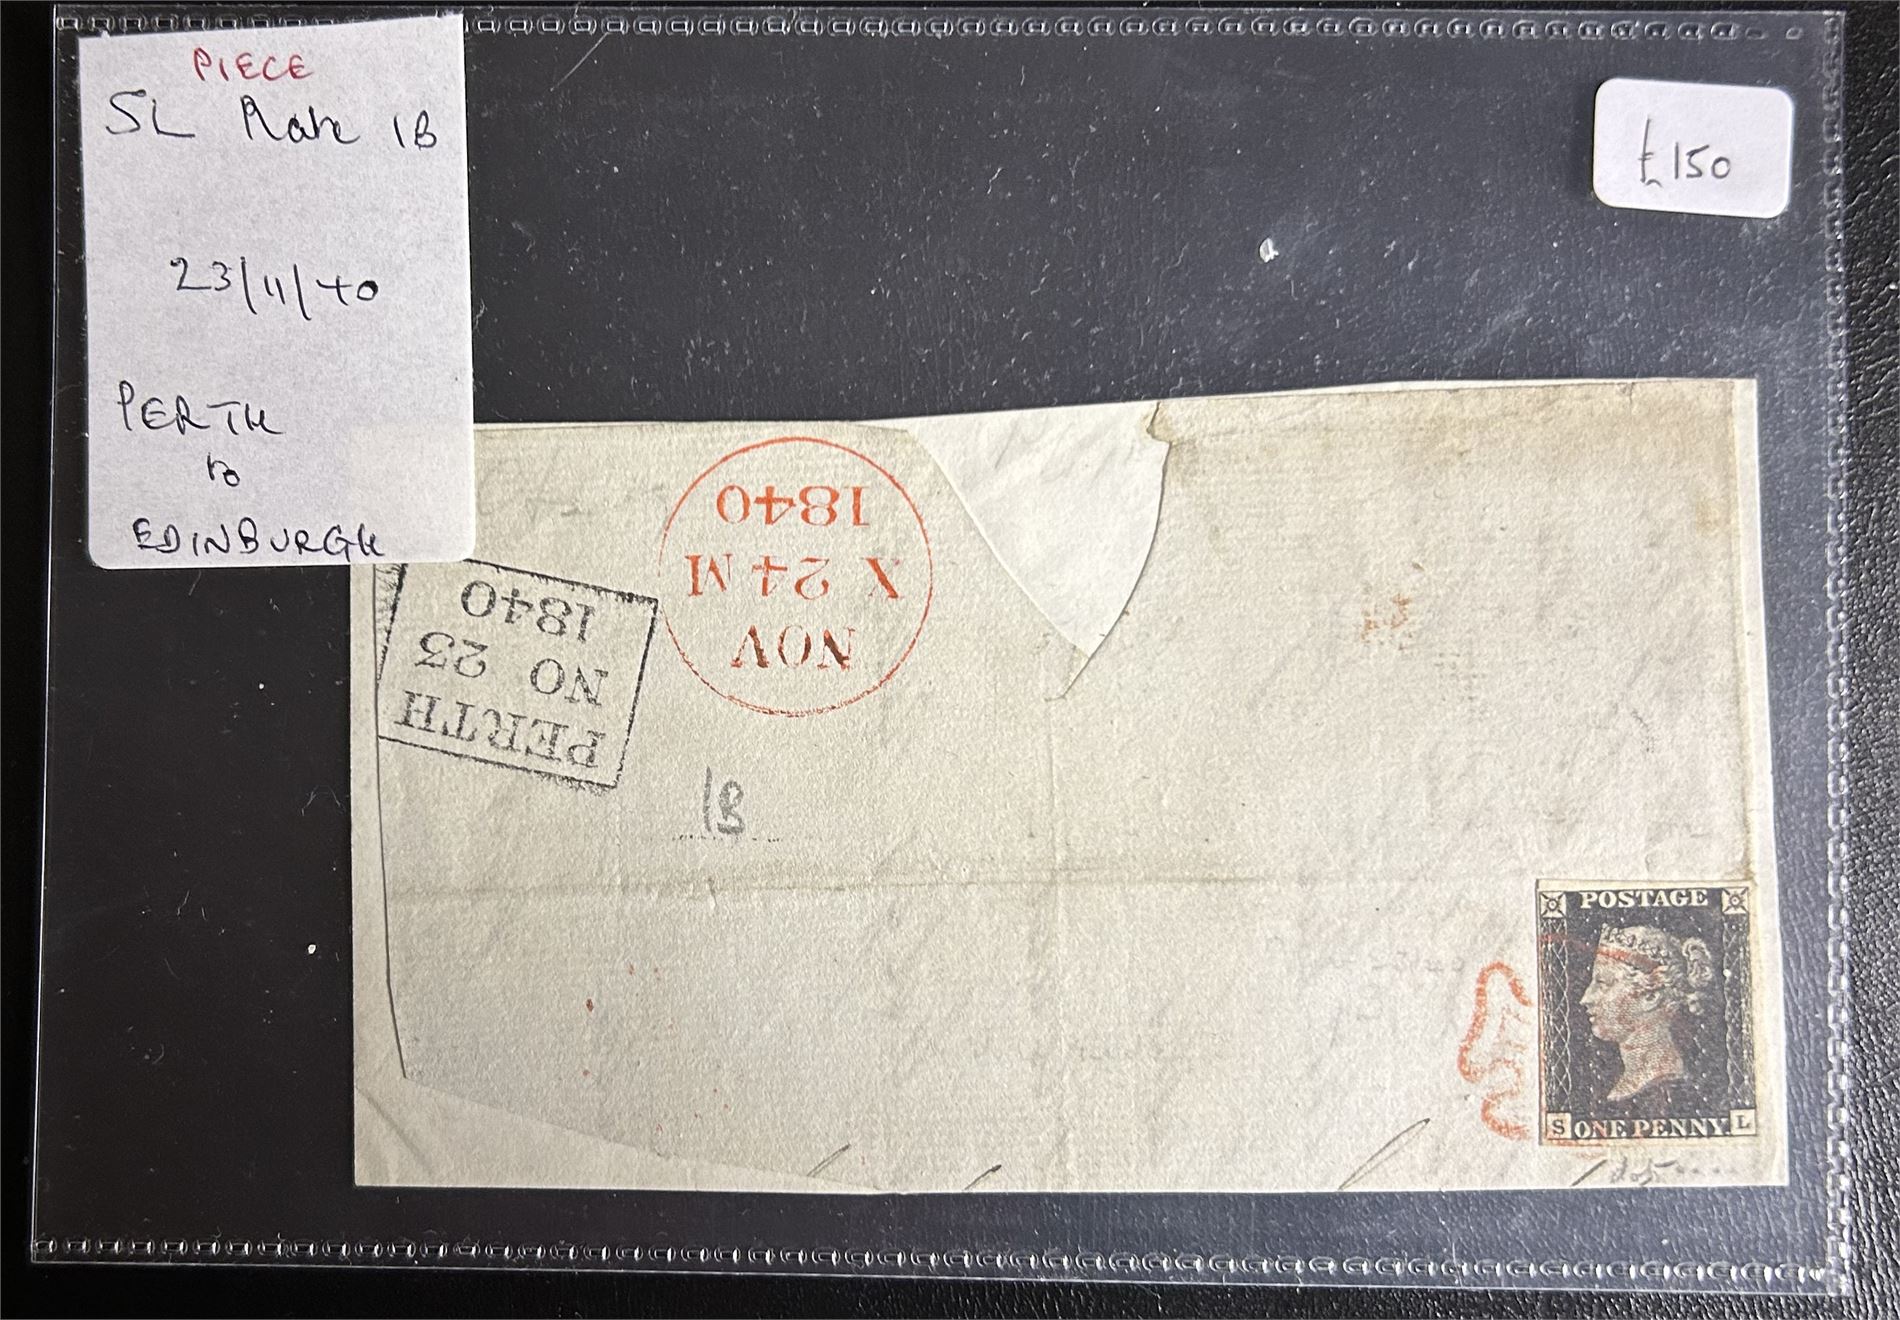 PIECE
SL Plate 1B
23/11/40
PERTH
to
EDINBURGH
£150
NOV
X 24 M
1840
PERTH
NO 23
1840
1B
POSTAGE
S ONE PENNY. L